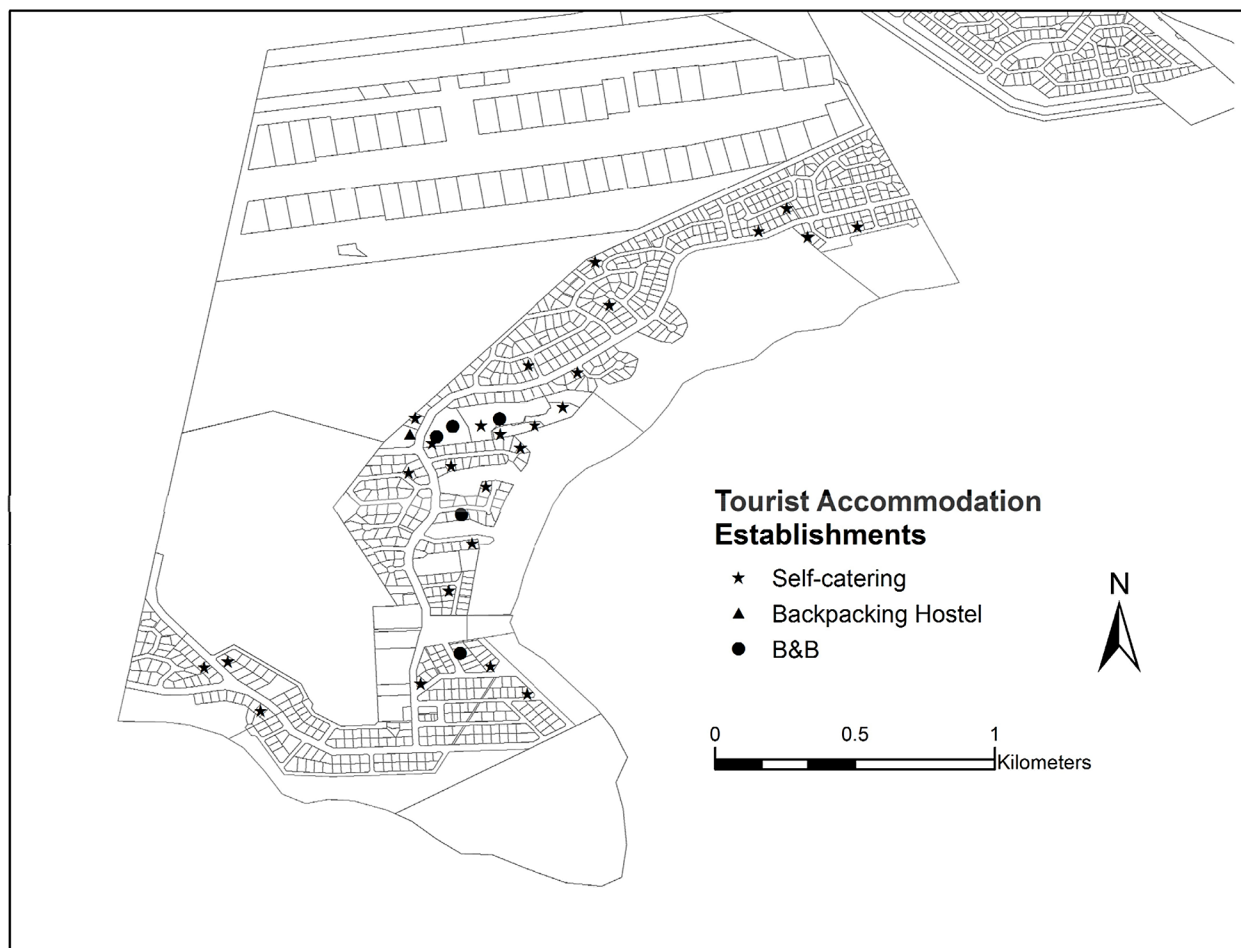 Tourist Accommodation
Establishments
Self-catering
Backpacking Hostel
B&B
N
0 0.5 1
Kilometers